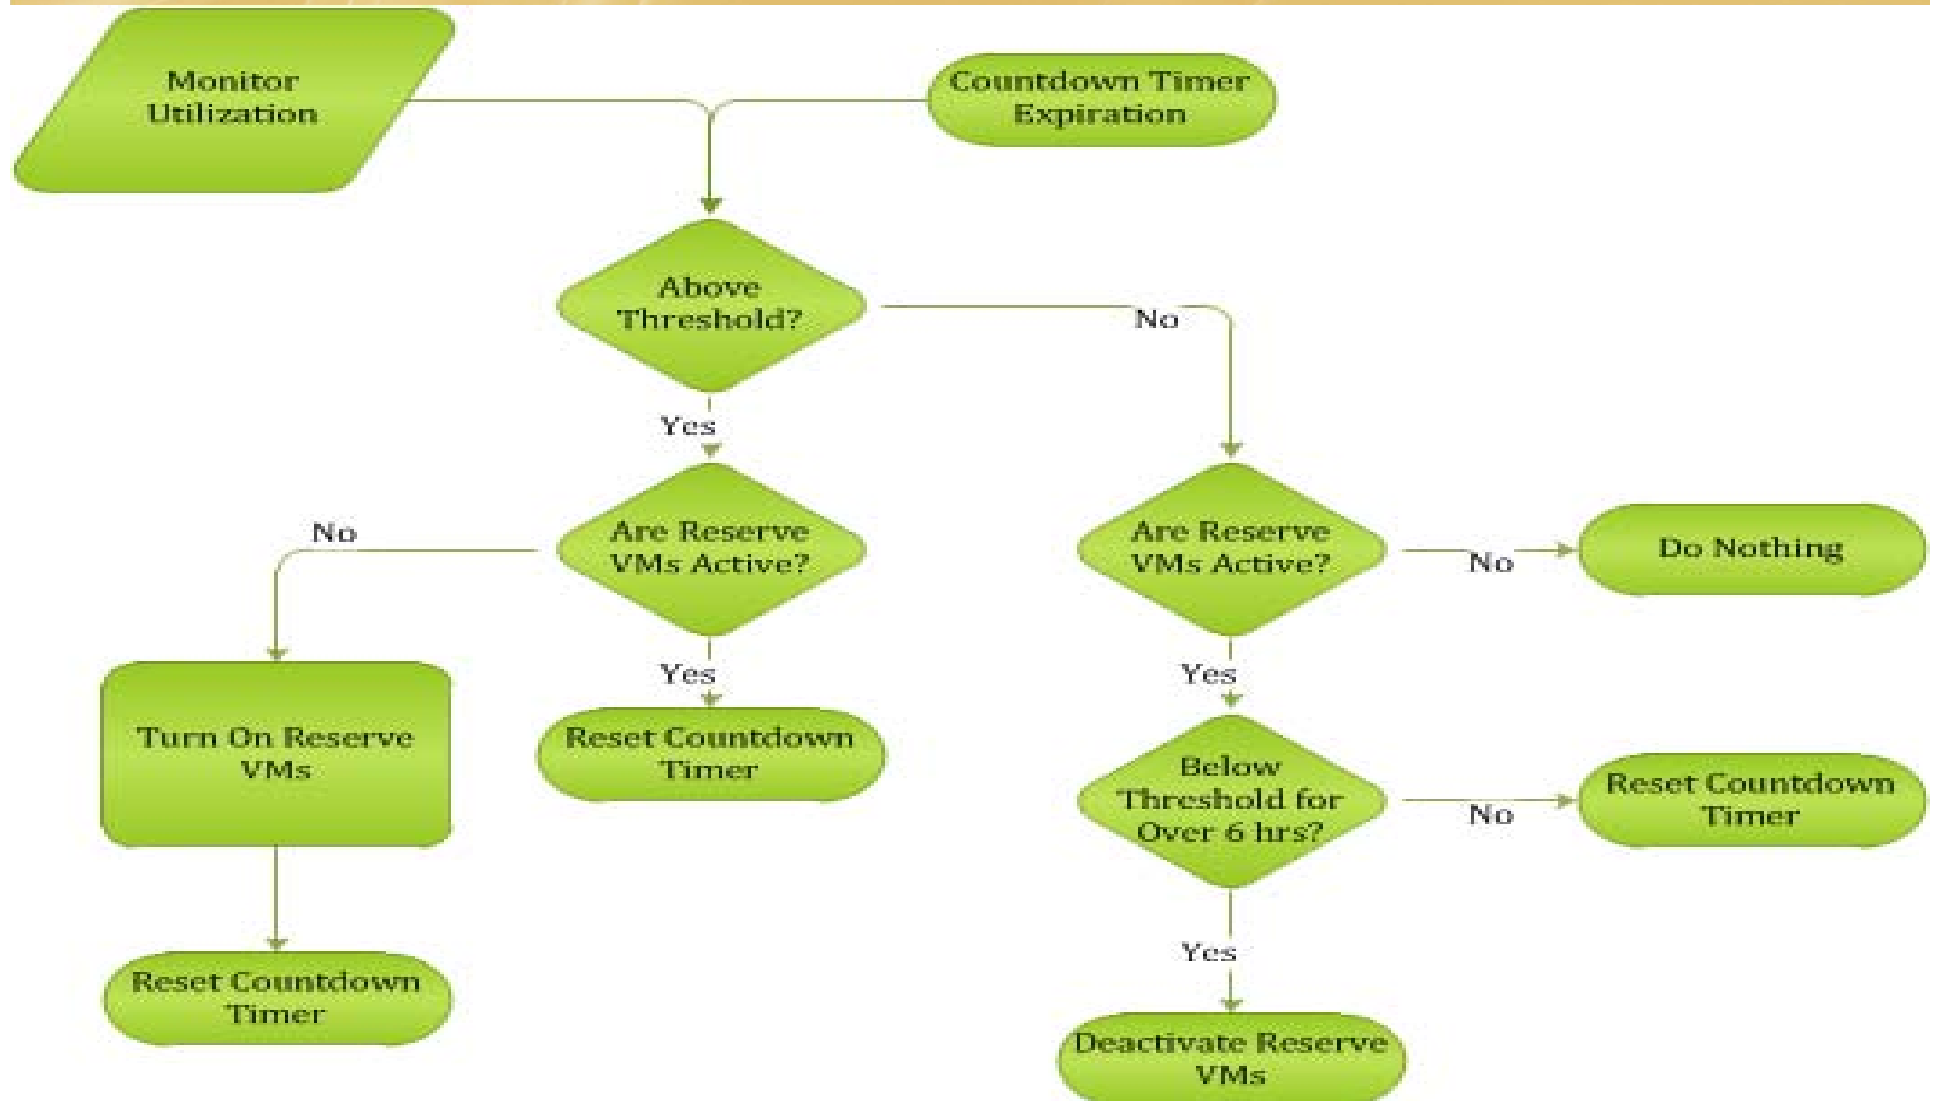 Monitor
Utilization
Countdown Timer
Expiration
Above
Threshold?
No
Yes
No
Are Reserve
VMs Active?
Are Reserve
VMs Active?
No
Do Nothing
Yes
Yes
Turn On Reserve
VMs
Reset Countdown
Timer
Below
Threshold for
Over 6 hrs?
No
Reset Countdown
Timer
Yes
Reset Countdown
Timer
Deactivate Reserve
VMs